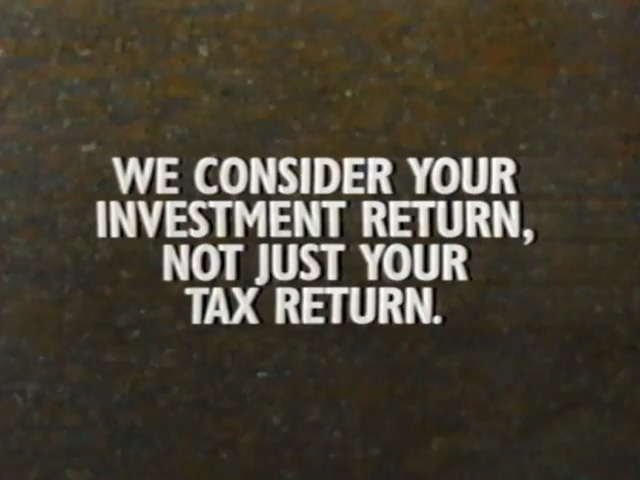 WE CONSIDER YOUR
INVESTMENT RETURN,
NOT JUST YOUR
TAX RETURN.